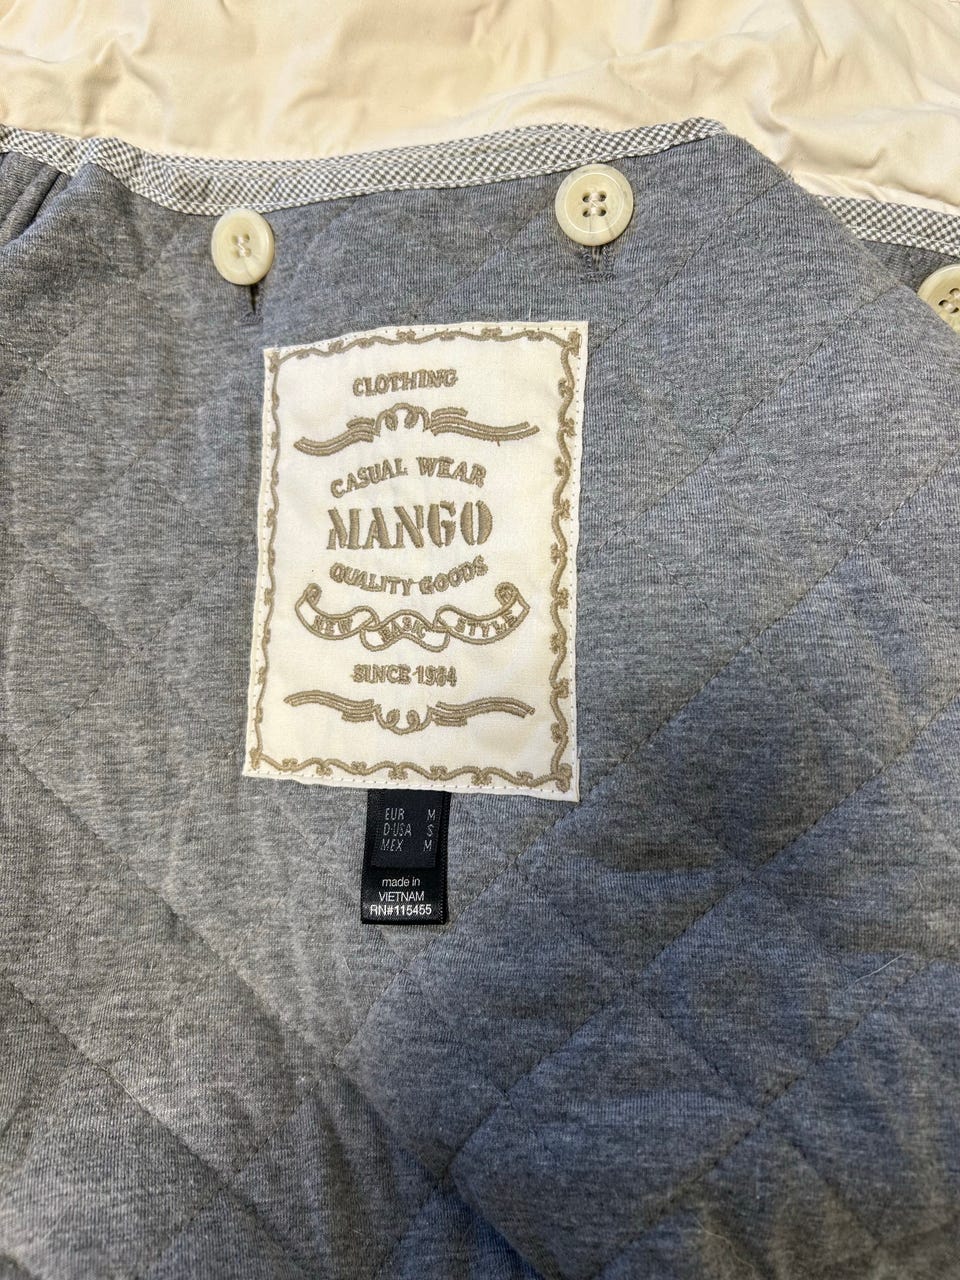 CLOTHING
CASUAL WEAR
MANGO
QUALITY GOODS
NEW BASIC STYLE
SINCE 1984
EUR M
D-USA S
MEX M
made in
VIETNAM
RN#115455